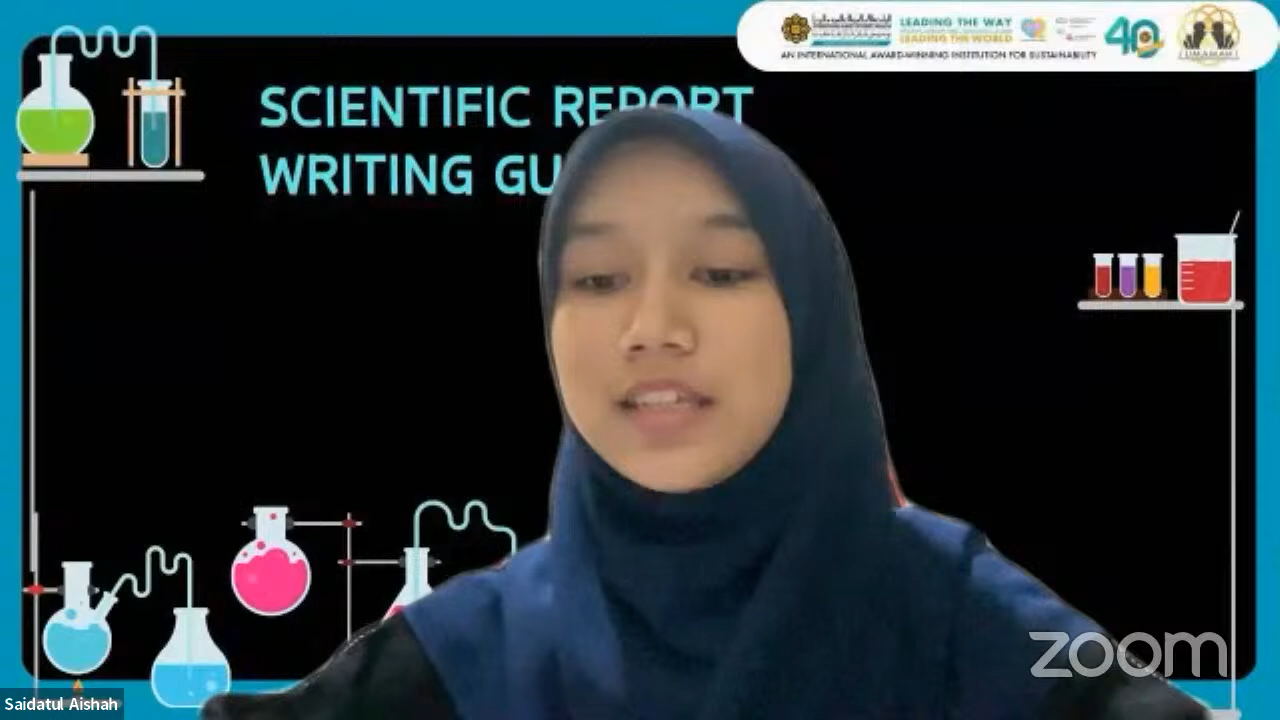 LEADING THE WAY
LEADING THE WORLD
AN INTERNATIONAL AWARD-WINNING INSTITUTION FOR SUSTAINABILITY
40
SCIENTIFIC REPORT
WRITING GU
zoom
Saidatul Aishah